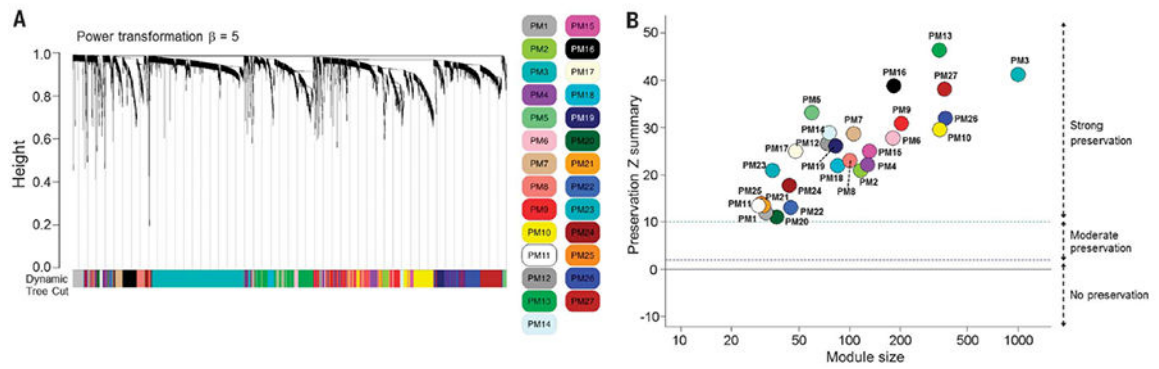 A
Power transformation β = 5
Height
1.0
0.8
0.6
0.4
0.2
0.0
Dynamic
Tree Cut
PM1
PM2
PM3
PM4
PM5
PM6
PM7
PM8
PM9
PM10
PM11
PM12
PM13
PM14
PM15
PM16
PM17
PM18
PM19
PM20
PM21
PM22
PM23
PM24
PM25
PM26
PM27
B
Preservation Z summary
50
40
30
20
10
0
-10
PM13
PM3
PM16
PM27
PM5
PM9
PM26
PM14
PM7
PM10
PM12
PM6
PM17
PM19
PM15
PM23
PM18
PM4
PM8
PM2
PM25
PM21
PM24
PM11
PM22
PM1
PM20
10
20
50
100
200
500
1000
Module size
Strong
preservation
Moderate
preservation
No preservation